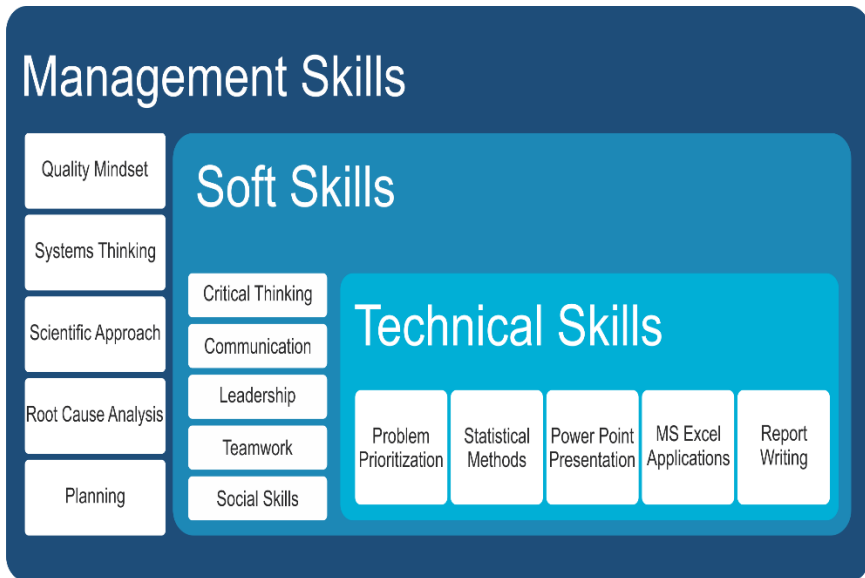 Management Skills
Quality Mindset
Systems Thinking
Scientific Approach
Root Cause Analysis
Planning
Soft Skills
Critical Thinking
Communication
Leadership
Teamwork
Social Skills
Technical Skills
Problem
Prioritization
Statistical
Methods
Power Point
Presentation
MS Excel
Applications
Report
Writing